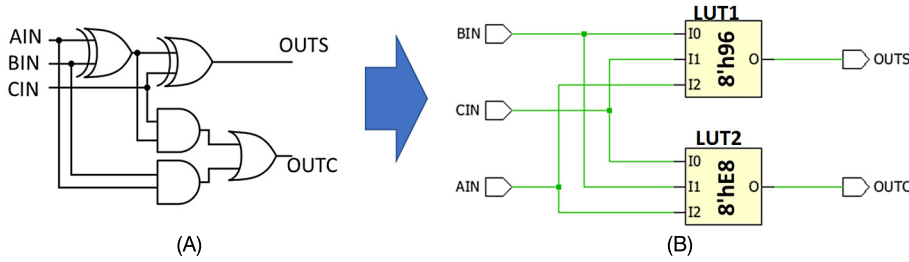 AIN
BIN
CIN
OUTS
OUTC
(A)
LUT1
BIN
I0
I1
I2
8'h96
O
OUTS
CIN
LUT2
AIN
I0
I1
I2
8'hE8
O
OUTC
(B)